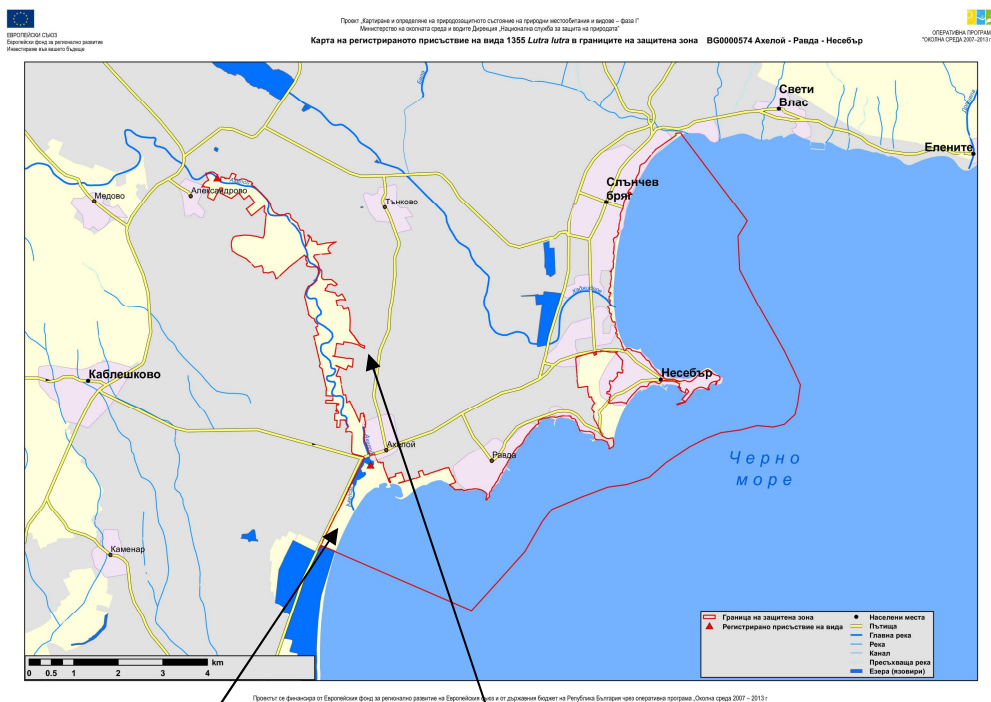 ЕВРОПЕЙСКИ СЪЮЗ
Европейски фонд за регионално развитие
Инвестираме във вашето бъдеще
Проект „Картиране и определяне на природозащитното състояние на природни местообитания и видове – фаза I“
Министерство на околната среда и водите Дирекция „Национална служба за защита на природата“
Карта на регистрираното присъствие на вида 1355 Lutra lutra в границите на защитена зона BG0000574 Ахелой - Равда - Несебър
ОПЕРАТИВНА ПРОГРАМ
"ОКОЛНА СРЕДА 2007–2013 г
Свети
Влас
Елените
Слънчев
бряг
Александрово
Медово
Тънково
Хаджийска
Каблешково
Несебър
Ахелой
Ахелой
Равда
Черно
море
Каменар
Граница на защитена зона
Регистрирано присъствие на вида
Населени места
Пътища
Главна река
Река
Канал
Пресъхваща река
Езера (язовири)
km
0 0.5 1 2 3 4
Проектът се финансира от Европейския фонд за регионално развитие на Европейския съюз и от държавния бюджет на Република България чрез оперативна програма „Околна среда 2007 – 2013 г